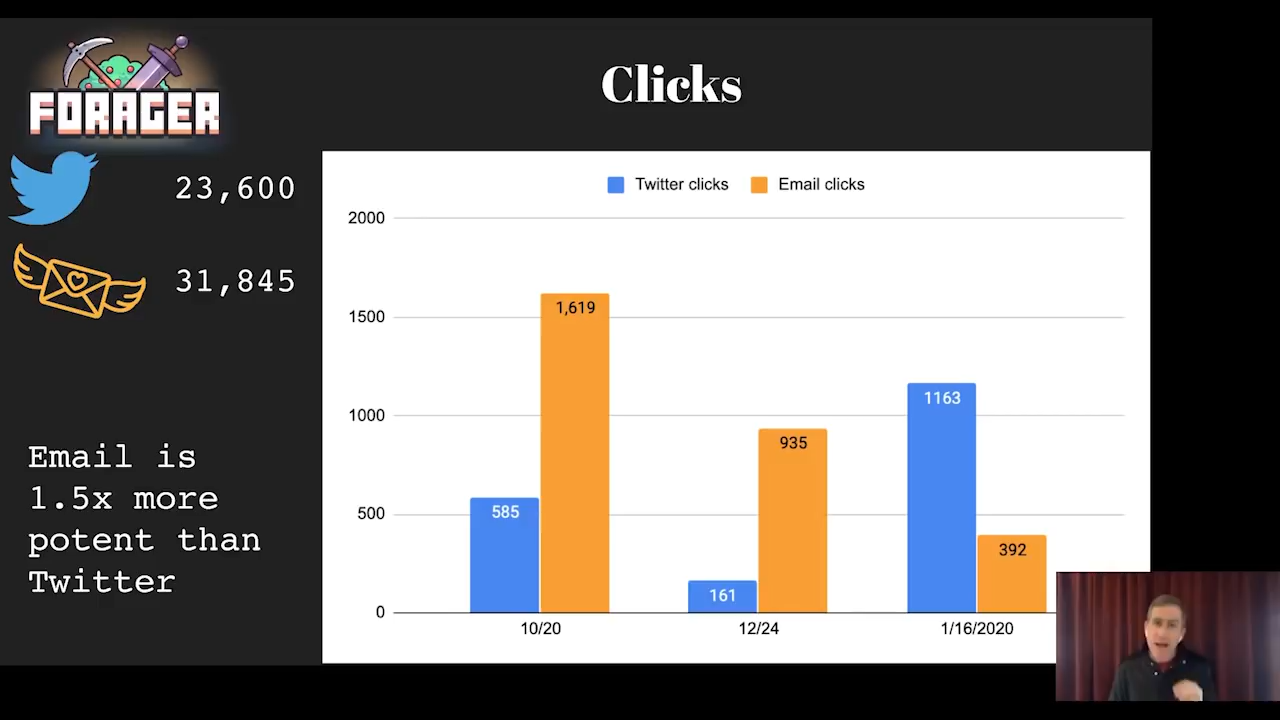 FORAGER
Clicks
23,600
31,845
Email is
1.5x more
potent than
Twitter
Twitter clicks Email clicks
2000
1500
1000
500
0
585
1,619
161
935
1163
392
10/20
12/24
1/16/2020